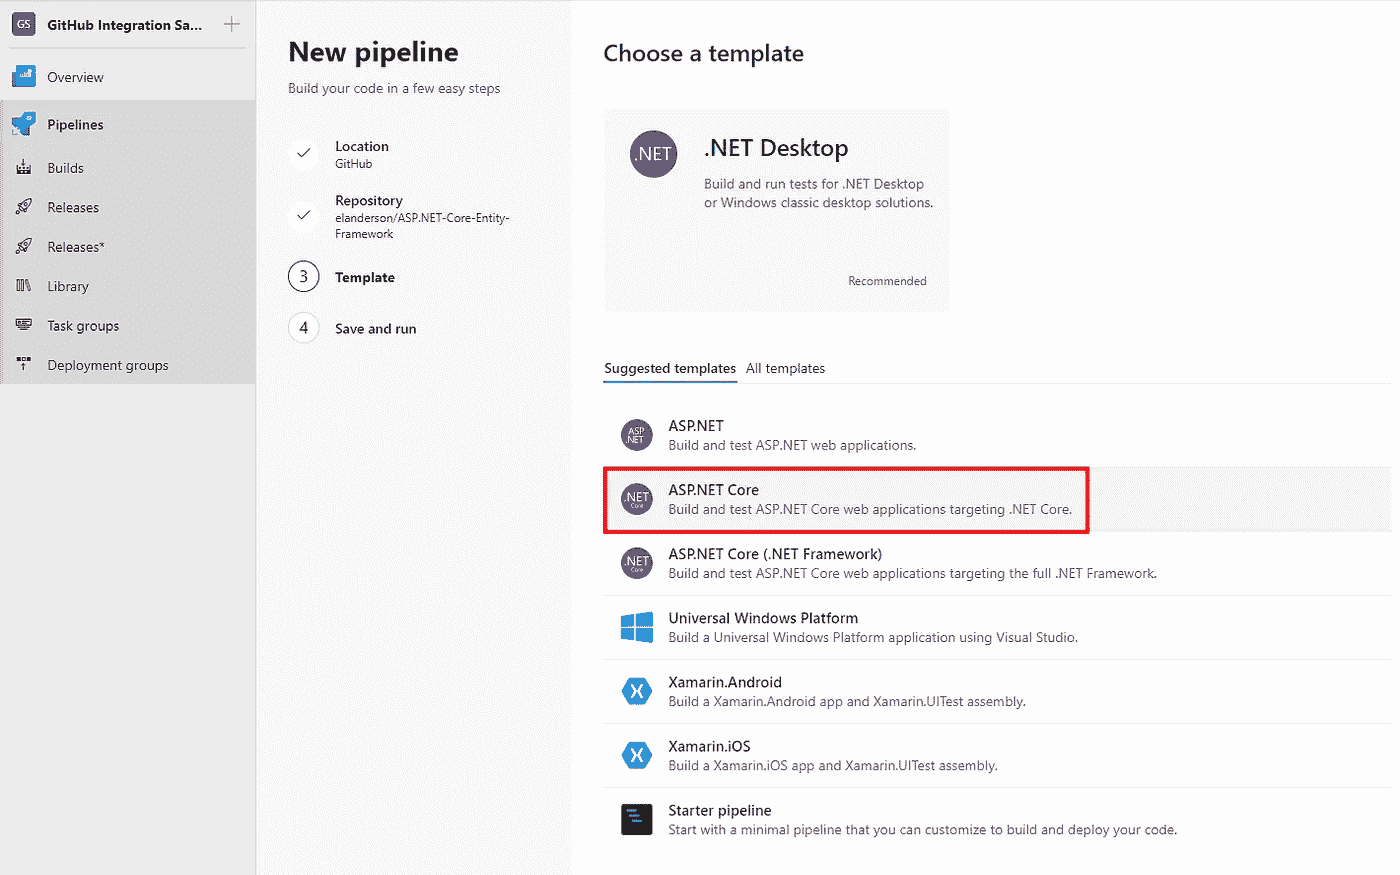 GS
GitHub Integration Sa...
Overview
Pipelines
Builds
Releases
Releases*
Library
Task groups
Deployment groups
New pipeline
Build your code in a few easy steps
Location
GitHub
Repository
elanderson/ASP.NET-Core-Entity-
Framework
3
Template
4
Save and run
Choose a template
.NET
.NET Desktop
Build and run tests for .NET Desktop
or Windows classic desktop solutions.
Recommended
Suggested templates
All templates
ASP
.NET
ASP.NET
Build and test ASP.NET web applications.
.NET
Core
ASP.NET Core
Build and test ASP.NET Core web applications targeting .NET Core.
.NET
Core
ASP.NET Core (.NET Framework)
Build and test ASP.NET Core web applications targeting the full .NET Framework.
Universal Windows Platform
Build a Universal Windows Platform application using Visual Studio.
X
Xamarin.Android
Build a Xamarin.Android app and Xamarin.UITest assembly.
X
Xamarin.iOS
Build a Xamarin.iOS app and Xamarin.UITest assembly.
Starter pipeline
Start with a minimal pipeline that you can customize to build and deploy your code.